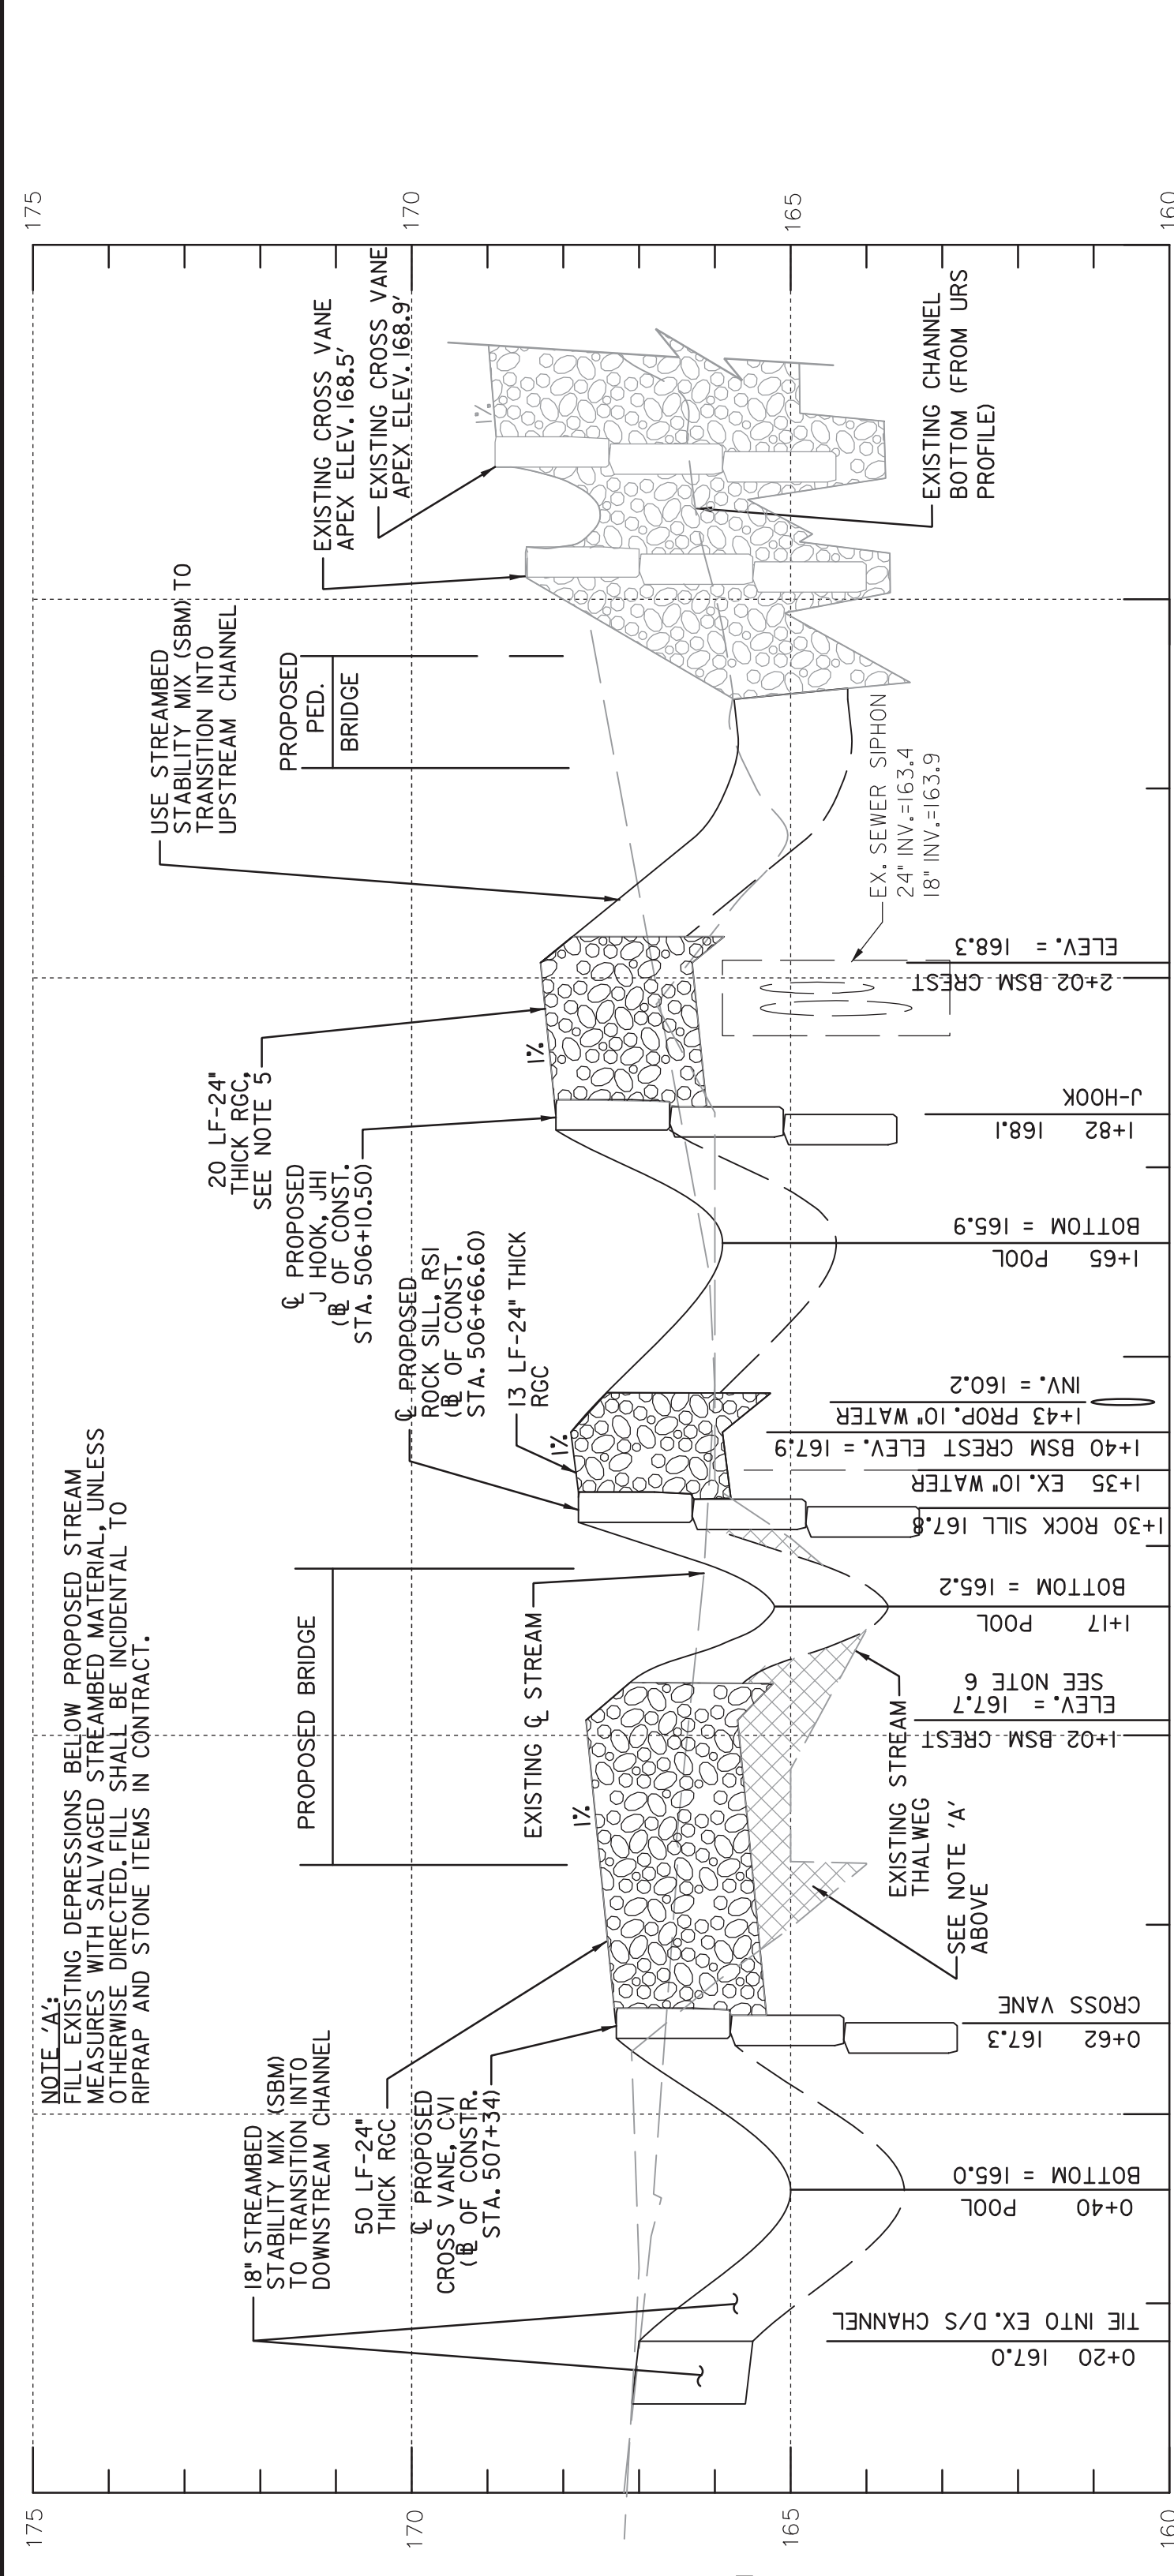 NOTE 'A':
FILL EXISTING DEPRESSIONS BELOW PROPOSED STREAM
MEASURES WITH SALVAGED STREAMBED MATERIAL, UNLESS
OTHERWISE DIRECTED. FILL SHALL BE INCIDENTAL TO
RIPRAP AND STONE ITEMS IN CONTRACT.
175
170
165
160
175
170
165
160
18" STREAMBED
STABILITY MIX (SBM)
TO TRANSITION INTO
DOWNSTREAM CHANNEL
50 LF-24"
THICK RGC
℄ PROPOSED
CROSS VANE, CV1
(BL OF CONSTR.
STA. 507+34)
1%
PROPOSED BRIDGE
EXISTING ℄ STREAM
℄ PROPOSED
ROCK SILL, RS1
(BL OF CONST.
STA. 506+66.60)
13 LF-24" THICK
RGC
1%
20 LF-24"
THICK RGC,
SEE NOTE 5
℄ PROPOSED
J HOOK, JH1
(BL OF CONST.
STA. 506+10.50)
1%
USE STREAMBED
STABILITY MIX (SBM) TO
TRANSITION INTO
UPSTREAM CHANNEL
PROPOSED
PED.
BRIDGE
EXISTING CROSS VANE
APEX ELEV. 168.5'
EXISTING CROSS VANE
APEX ELEV. 168.9'
1%
EXISTING CHANNEL
BOTTOM (FROM URS
PROFILE)
EX. SEWER SIPHON
24" INV.=163.4
18" INV.=163.9
EXISTING STREAM
THALWEG
SEE NOTE 'A'
ABOVE
0+20 167.0
TIE INTO EX. D/S CHANNEL
0+40 POOL
BOTTOM = 165.0
0+62 167.3
CROSS VANE
1+02 BSM CREST
ELEV. = 167.7
SEE NOTE 6
1+17 POOL
BOTTOM = 165.2
1+30 ROCK SILL 167.8
1+35 EX. 10" WATER
1+40 BSM CREST ELEV. = 167.9
1+43 PROP. 10" WATER
INV. = 160.2
1+65 POOL
BOTTOM = 165.9
1+82 168.1
J-HOOK
2+02 BSM CREST
ELEV. = 168.3